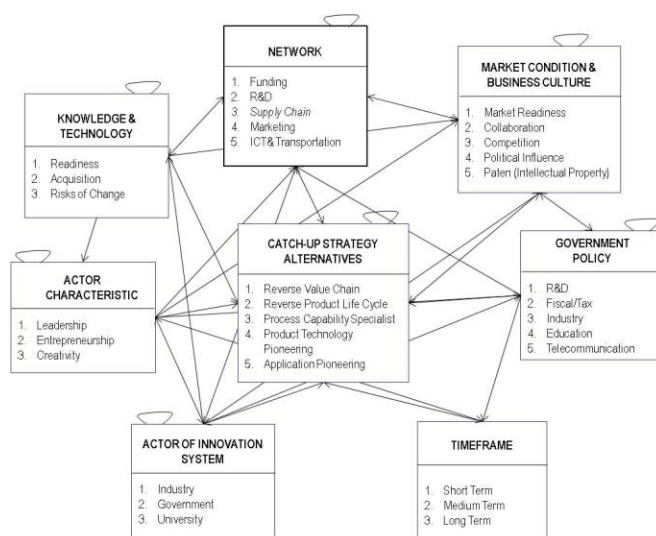 NETWORK
1. Funding
2. R&D
3. Supply Chain
4. Marketing
5. ICT& Transportation
MARKET CONDITION &
BUSINESS CULTURE
1. Market Readiness
2. Collaboration
3. Competition
4. Political Influence
5. Paten (Intellectual Property)
KNOWLEDGE &
TECHNOLOGY
1. Readiness
2. Acquisition
3. Risks of Change
CATCH-UP STRATEGY
ALTERNATIVES
1. Reverse Value Chain
2. Reverse Product Life Cycle
3. Process Capability Specialist
4. Product Technology
Pioneering
5. Application Pioneering
GOVERNMENT
POLICY
1. R&D
2. Fiscal/Tax
3. Industry
4. Education
5. Telecommunication
ACTOR
CHARACTERISTIC
1. Leadership
2. Entrepreneurship
3. Creativity
ACTOR OF INNOVATION
SYSTEM
1. Industry
2. Government
3. University
TIMEFRAME
1. Short Term
2. Medium Term
3. Long Term